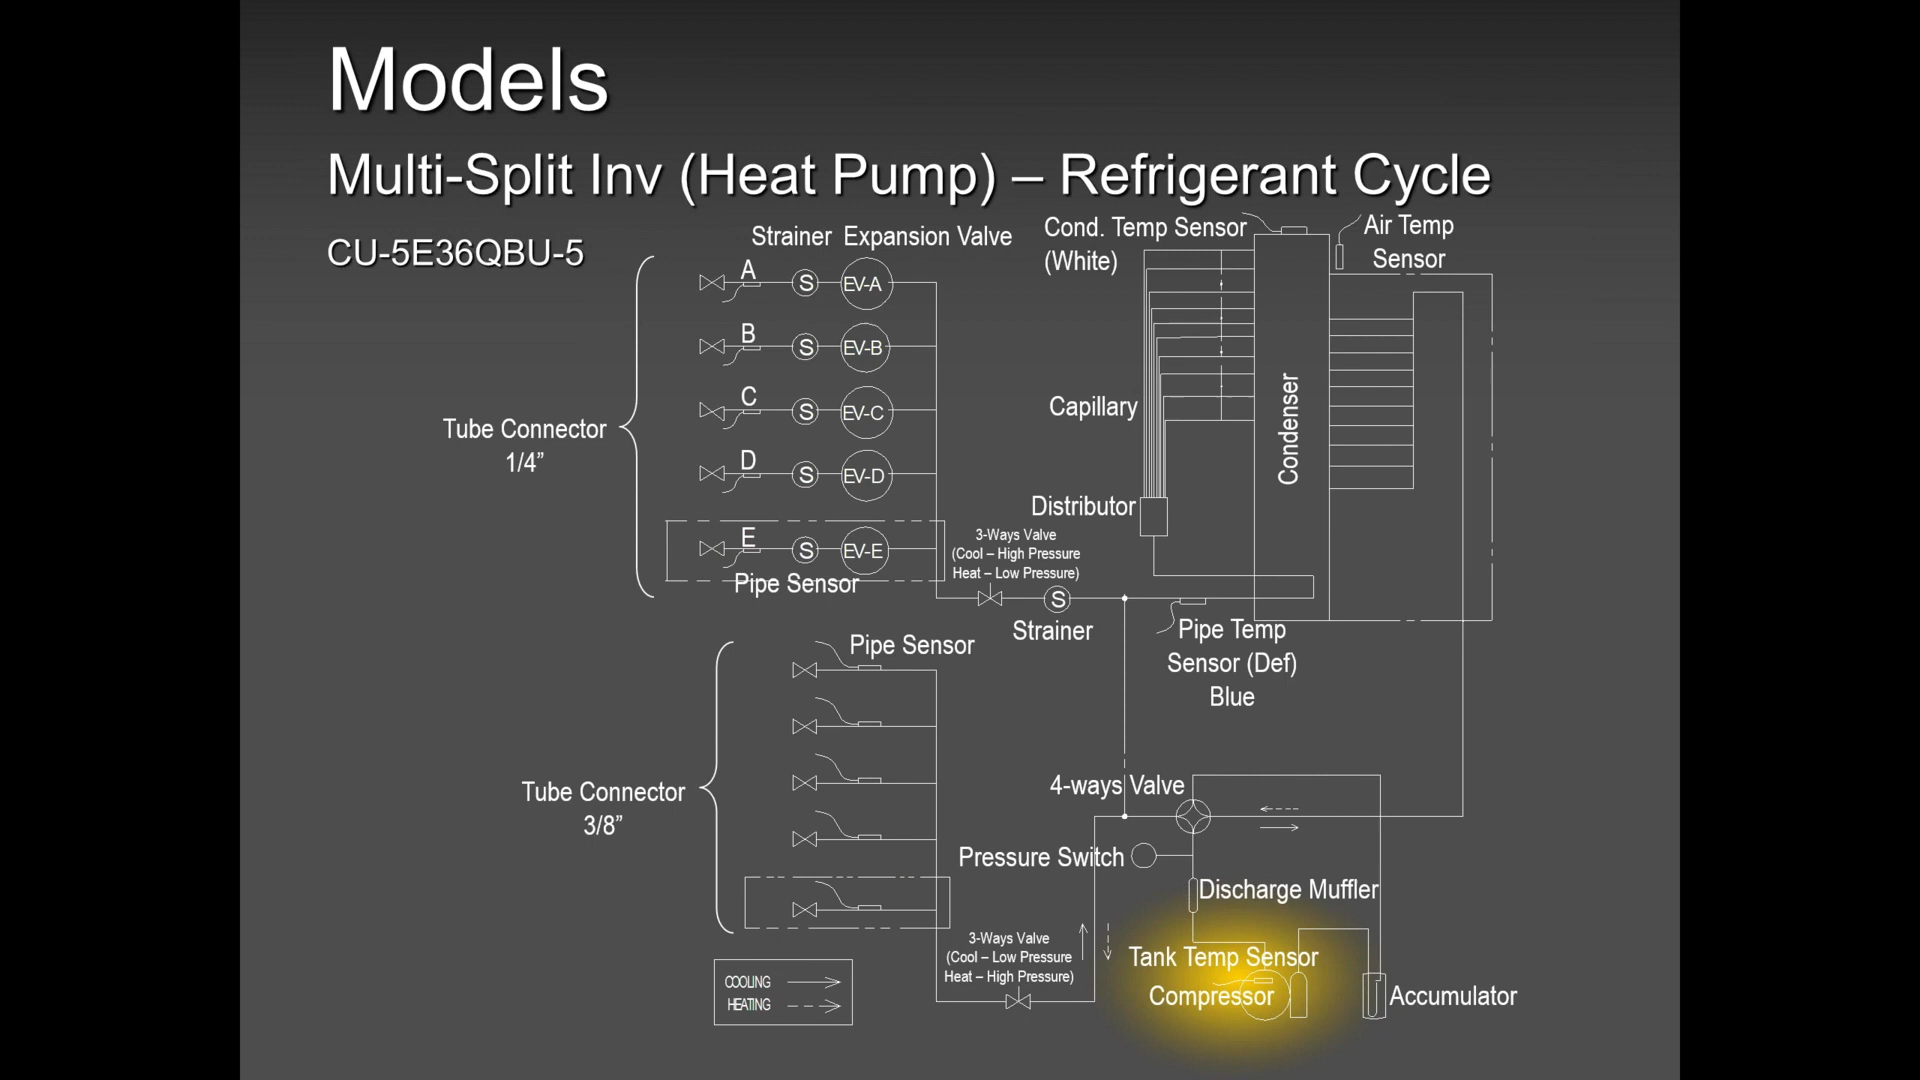 Models
Multi-Split Inv (Heat Pump) – Refrigerant Cycle
CU-5E36QBU-5
Strainer Expansion Valve
Cond. Temp Sensor
(White)
Air Temp
Sensor
A
S
EV-A
B
S
EV-B
C
S
EV-C
D
S
EV-D
E
S
EV-E
Pipe Sensor
Tube Connector
1/4”
Capillary
Condenser
Distributor
3-Ways Valve
(Cool – High Pressure
Heat – Low Pressure)
S
Strainer
Pipe Temp
Sensor (Def)
Blue
Pipe Sensor
Tube Connector
3/8”
4-ways Valve
Pressure Switch
Discharge Muffler
3-Ways Valve
(Cool – Low Pressure
Heat – High Pressure)
Tank Temp Sensor
Compressor
Accumulator
COOLING
HEATING